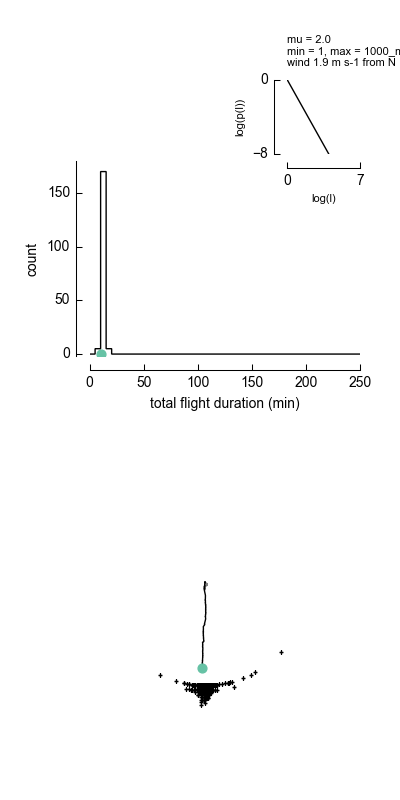 mu = 2.0
min = 1, max = 1000_m
wind 1.9 m s-1 from N
0
log(p(l))
−8
0
7
log(l)
150
100
50
0
count
0
50
100
150
200
250
total flight duration (min)